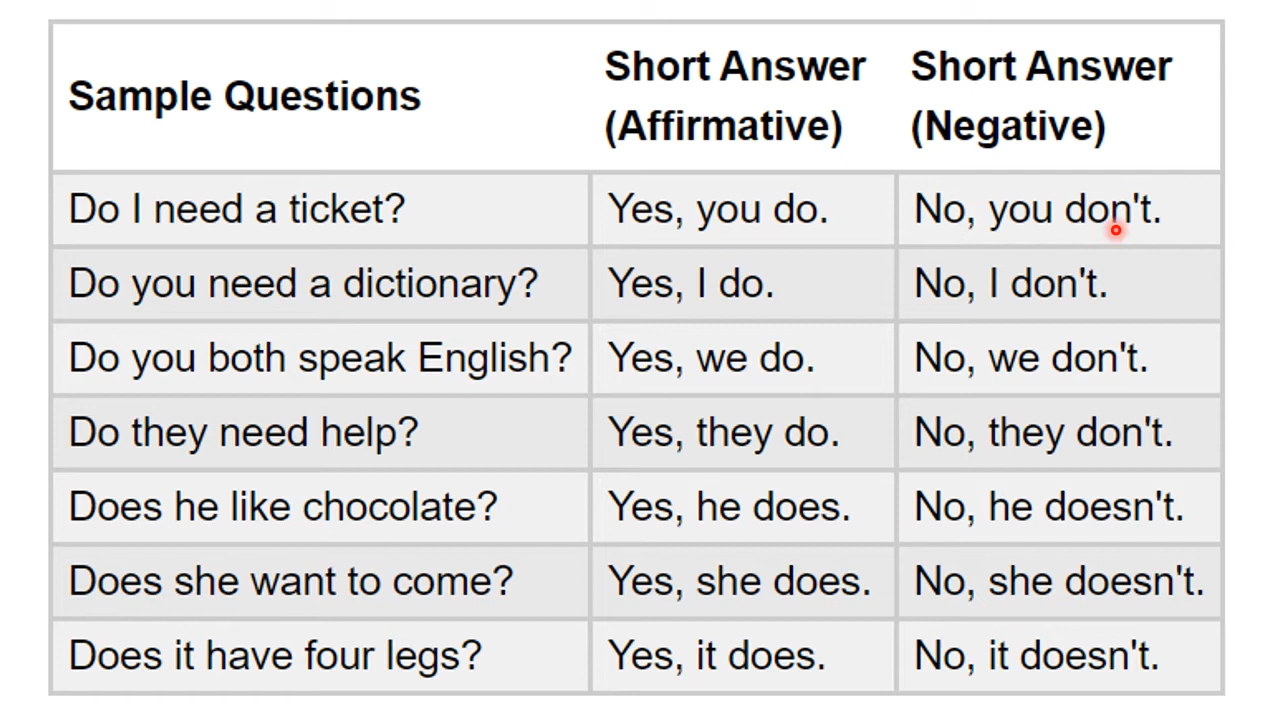 Sample Questions
Short Answer
(Affirmative)
Short Answer
(Negative)
Do I need a ticket? Yes, you do. No, you don't.
Do you need a dictionary? Yes, I do. No, I don't.
Do you both speak English? Yes, we do. No, we don't.
Do they need help? Yes, they do. No, they don't.
Does he like chocolate? Yes, he does. No, he doesn't.
Does she want to come? Yes, she does. No, she doesn't.
Does it have four legs? Yes, it does. No, it doesn't.